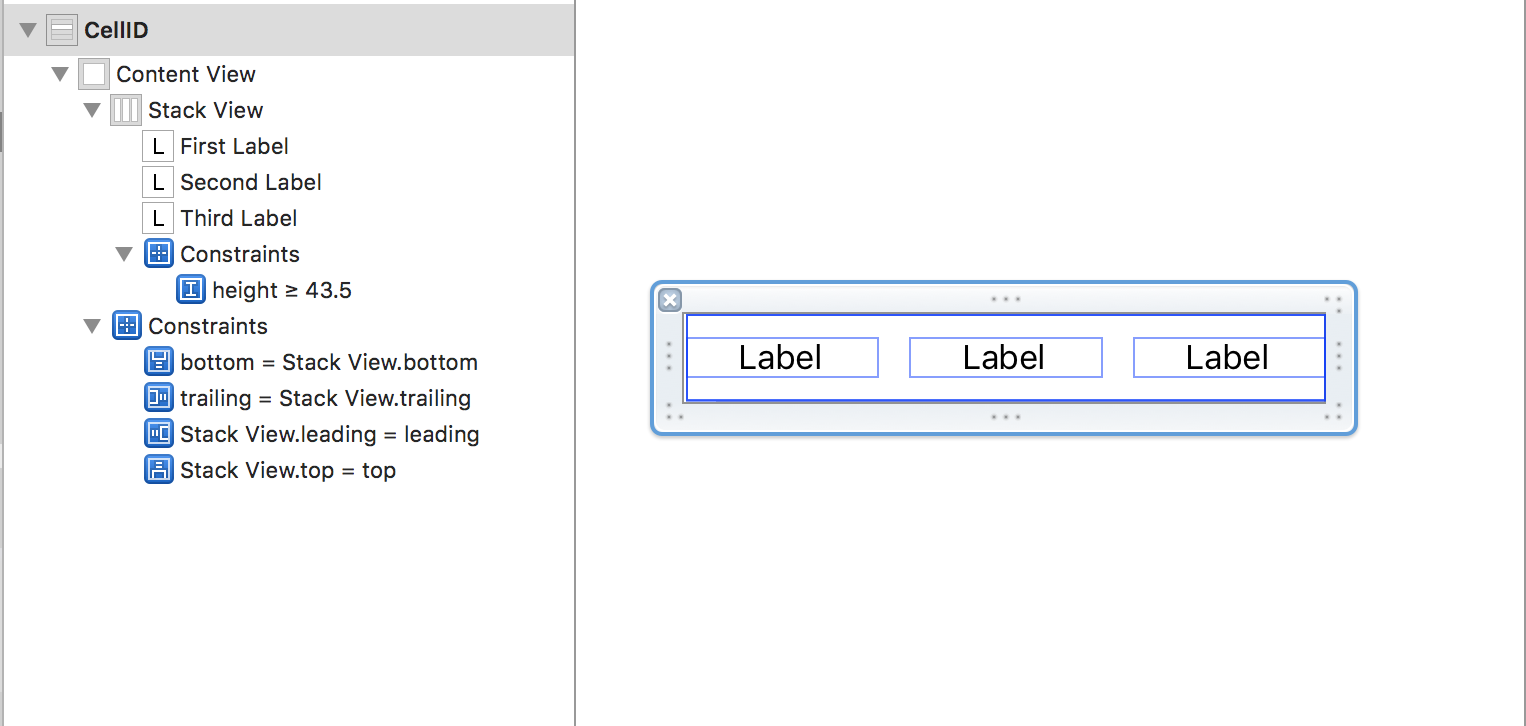 CellID
Content View
Stack View
L First Label
L Second Label
L Third Label
Constraints
height ≥ 43.5
Constraints
bottom = Stack View.bottom
trailing = Stack View.trailing
Stack View.leading = leading
Stack View.top = top
Label Label Label